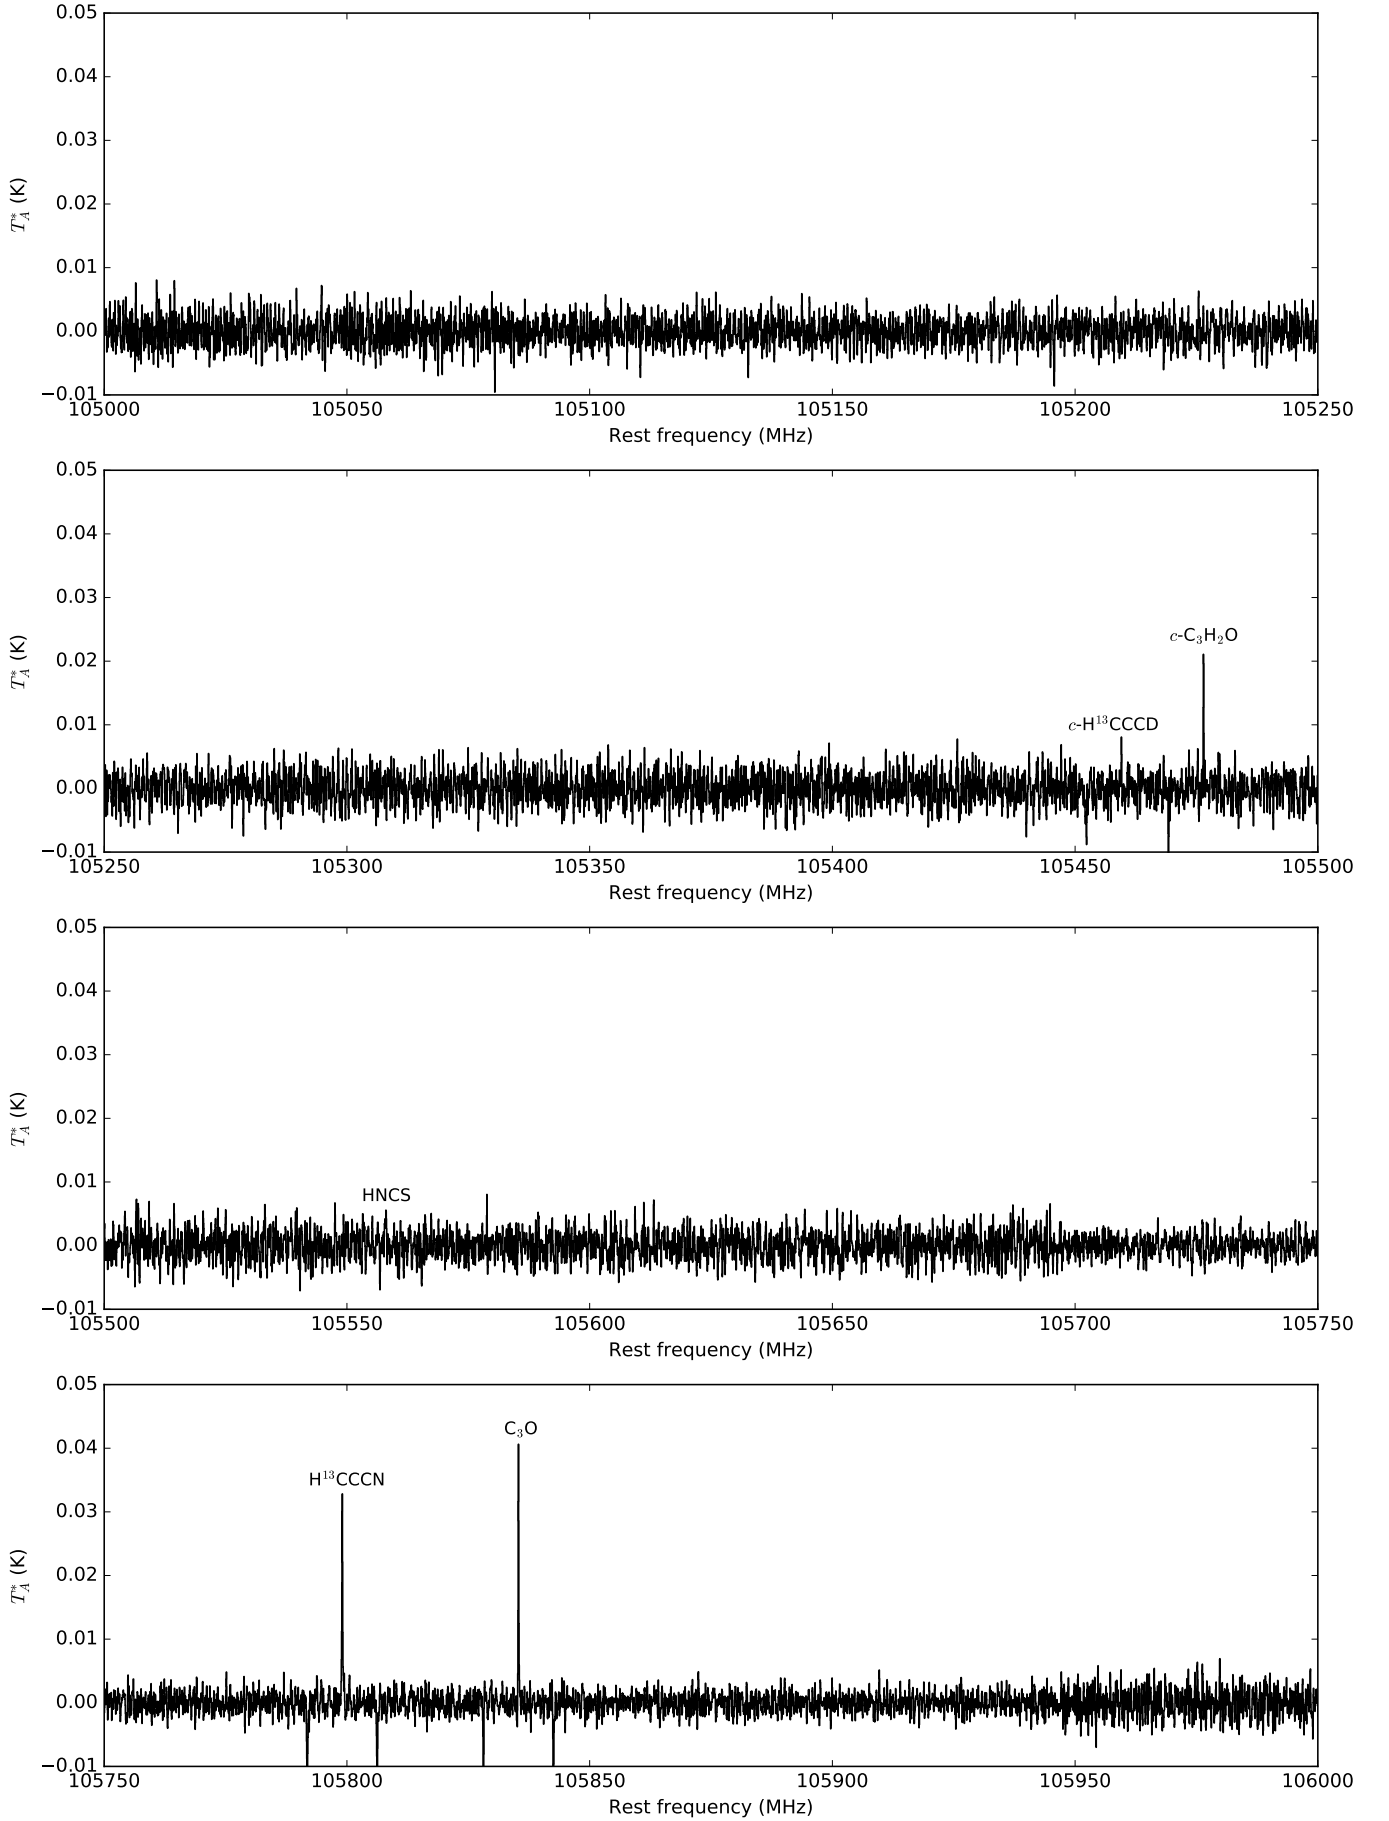 0.05
0.04
0.03
0.02
0.01
0.00
−0.01
T*A (K)
105000 105050 105100 105150 105200 105250
Rest frequency (MHz)
0.05
0.04
0.03
0.02
0.01
0.00
−0.01
T*A (K)
c-C₃H₂O
c-H¹³CCCD
105250 105300 105350 105400 105450 105500
Rest frequency (MHz)
0.05
0.04
0.03
0.02
0.01
0.00
−0.01
T*A (K)
HNCS
105500 105550 105600 105650 105700 105750
Rest frequency (MHz)
0.05
0.04
0.03
0.02
0.01
0.00
−0.01
T*A (K)
C₃O
H¹³CCCN
105750 105800 105850 105900 105950 106000
Rest frequency (MHz)